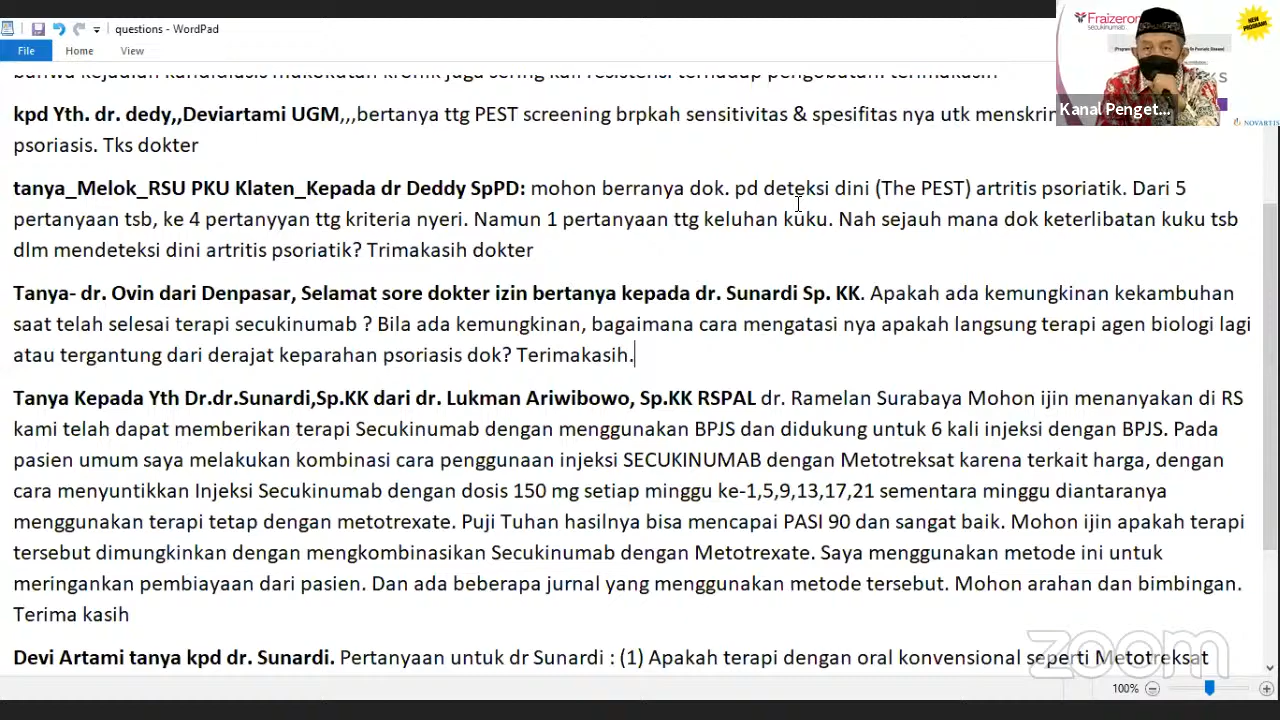 questions - WordPad
File Home View
Fraizeron
secukinumab
NEW PROGRAM
Kanal Penget...
NOVARTIS
kpd Yth. dr. dedy,,Deviartami UGM,,,bertanya ttg PEST screening brpkah sensitivitas & spesifitas nya utk menskrin
psoriasis. Tks dokter
tanya_Melok_RSU PKU Klaten_Kepada dr Deddy SpPD: mohon berranya dok. pd deteksi dini (The PEST) artritis psoriatik. Dari 5
pertanyaan tsb, ke 4 pertanyyan ttg kriteria nyeri. Namun 1 pertanyaan ttg keluhan kuku. Nah sejauh mana dok keterlibatan kuku tsb
dlm mendeteksi dini artritis psoriatik? Trimakasih dokter
Tanya- dr. Ovin dari Denpasar, Selamat sore dokter izin bertanya kepada dr. Sunardi Sp. KK. Apakah ada kemungkinan kekambuhan
saat telah selesai terapi secukinumab ? Bila ada kemungkinan, bagaimana cara mengatasi nya apakah langsung terapi agen biologi lagi
atau tergantung dari derajat keparahan psoriasis dok? Terimakasih.
Tanya Kepada Yth Dr.dr.Sunardi,Sp.KK dari dr. Lukman Ariwibowo, Sp.KK RSPAL dr. Ramelan Surabaya Mohon ijin menanyakan di RS
kami telah dapat memberikan terapi Secukinumab dengan menggunakan BPJS dan didukung untuk 6 kali injeksi dengan BPJS. Pada
pasien umum saya melakukan kombinasi cara penggunaan injeksi SECUKINUMAB dengan Metotreksat karena terkait harga, dengan
cara menyuntikkan Injeksi Secukinumab dengan dosis 150 mg setiap minggu ke-1,5,9,13,17,21 sementara minggu diantaranya
menggunakan terapi tetap dengan metotrexate. Puji Tuhan hasilnya bisa mencapai PASI 90 dan sangat baik. Mohon ijin apakah terapi
tersebut dimungkinkan dengan mengkombinasikan Secukinumab dengan Metotrexate. Saya menggunakan metode ini untuk
meringankan pembiayaan dari pasien. Dan ada beberapa jurnal yang menggunakan metode tersebut. Mohon arahan dan bimbingan.
Terima kasih
Devi Artami tanya kpd dr. Sunardi. Pertanyaan untuk dr Sunardi : (1) Apakah terapi dengan oral konvensional seperti Metotreksat
zoom
100%